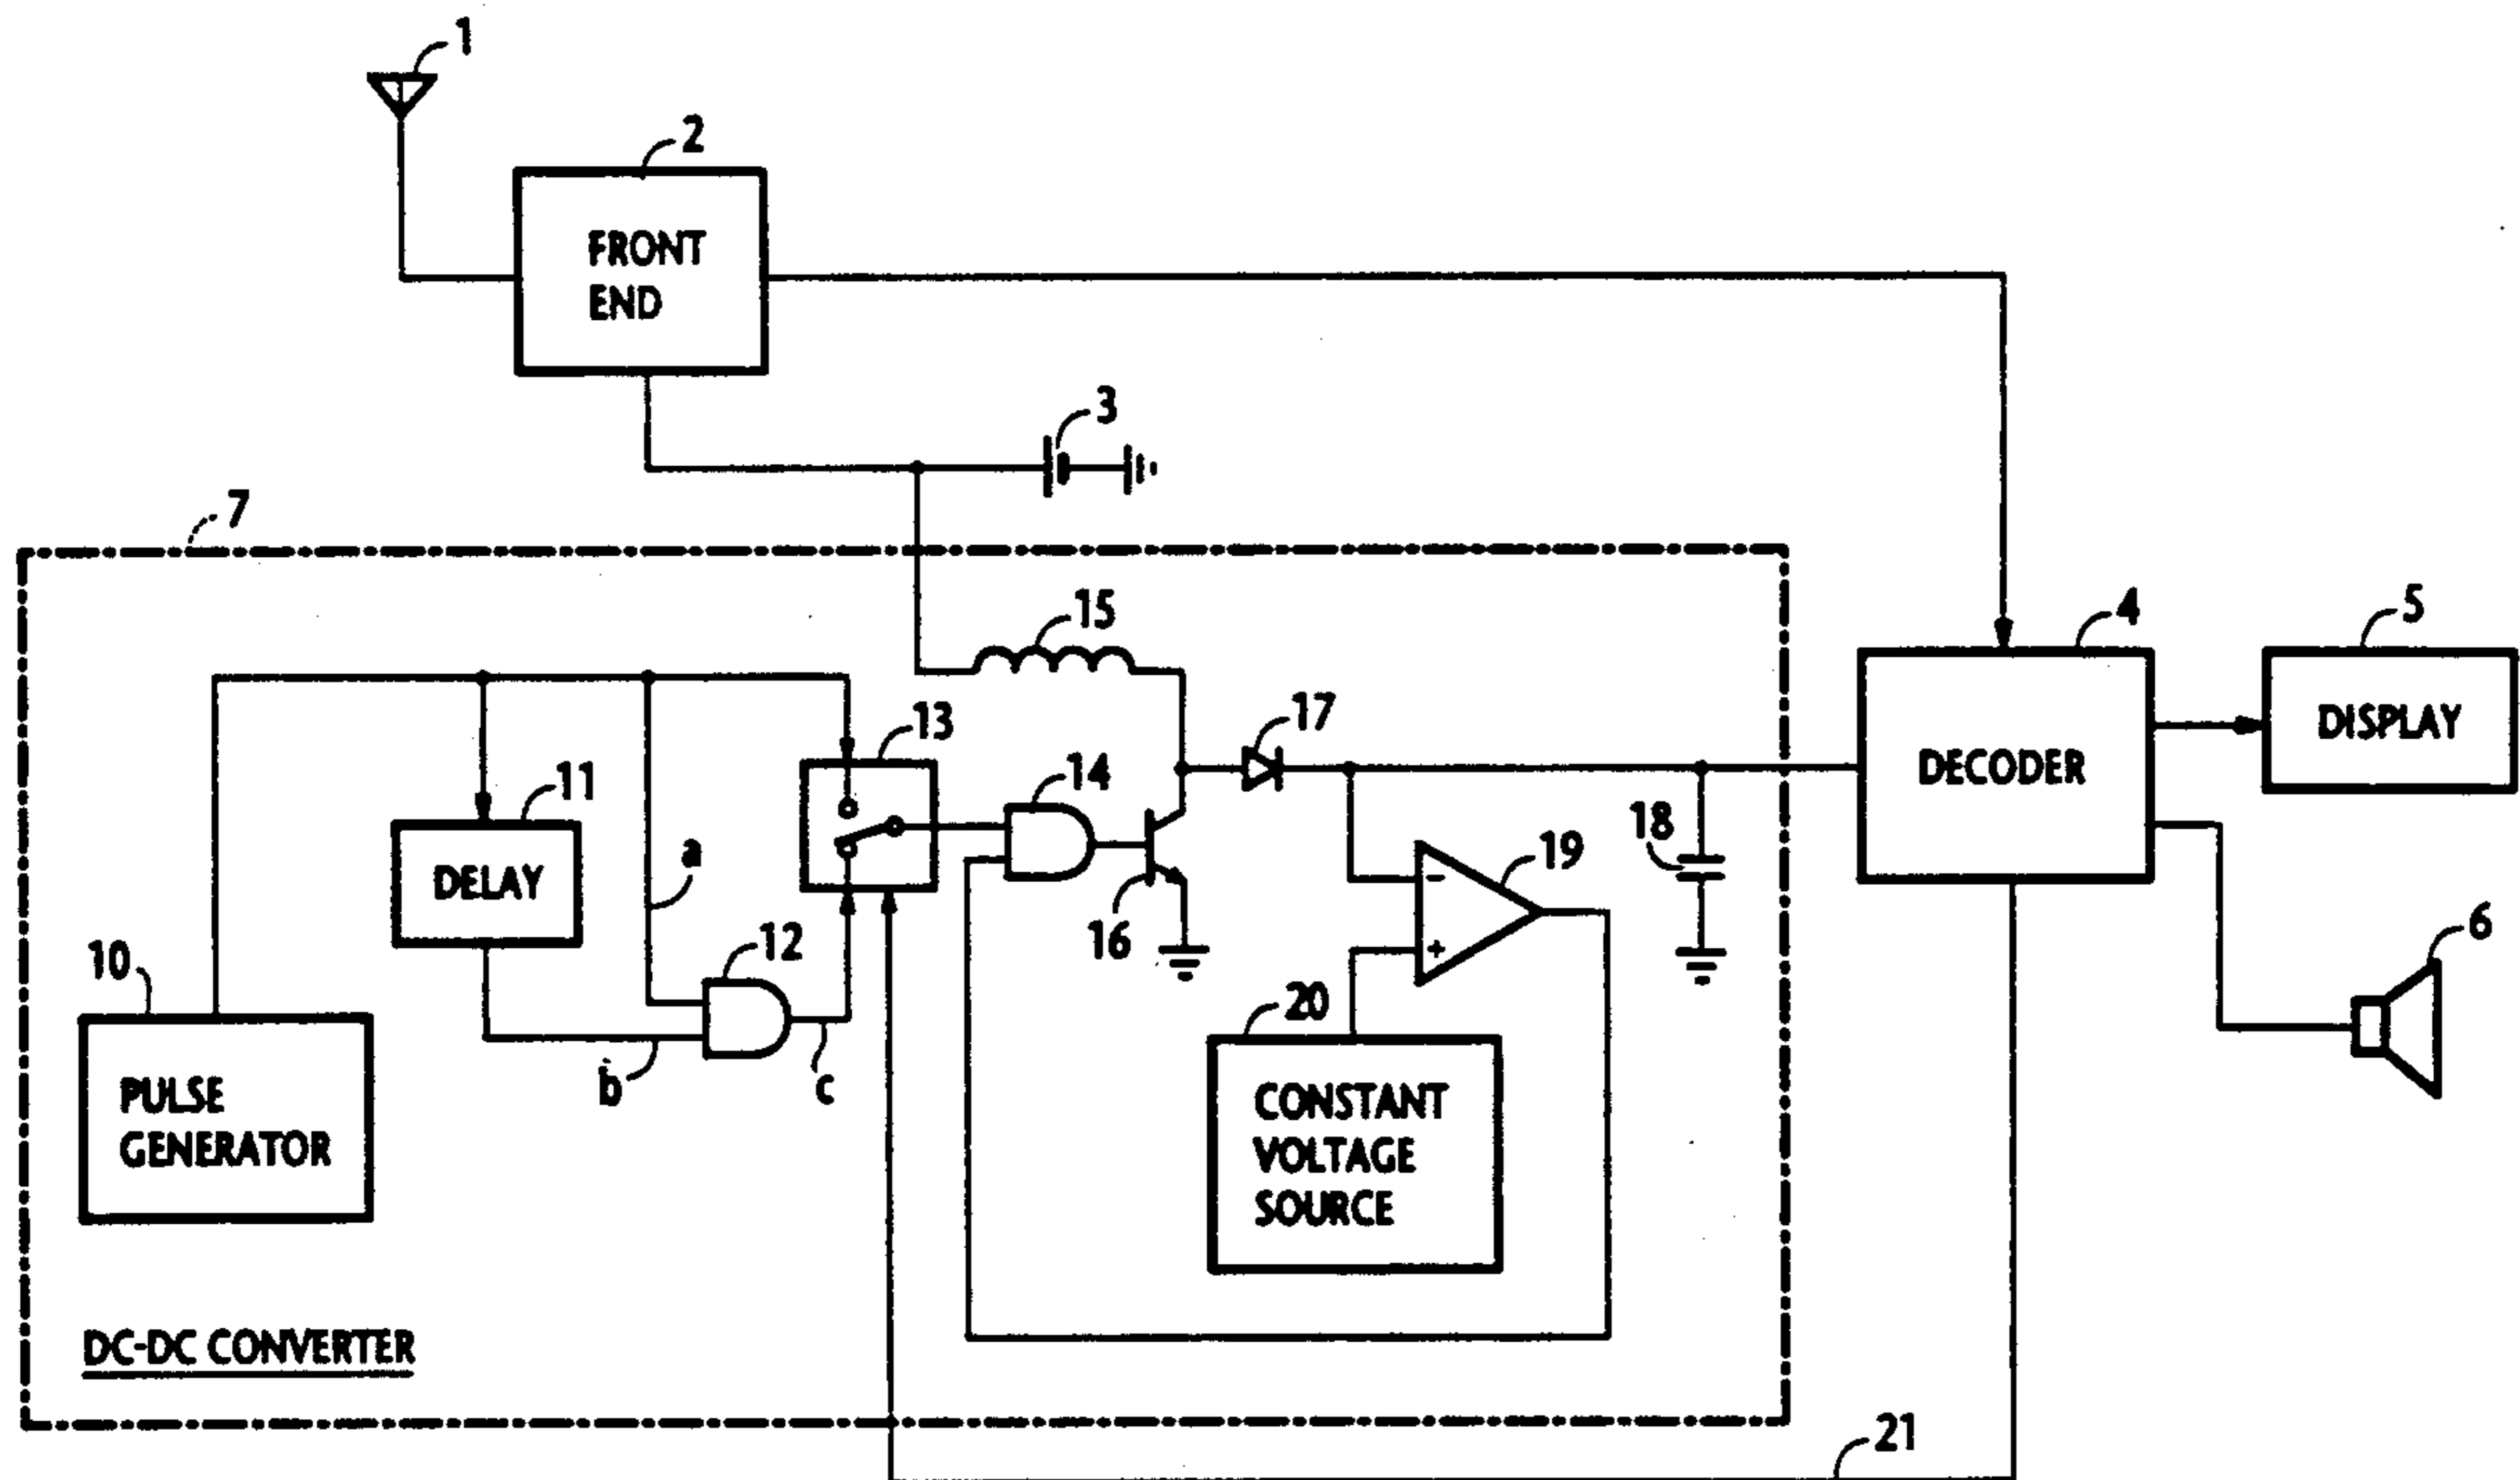 1
2
FRONT
END
3
7
15
4
5
13
17
DISPLAY
14
DECODER
11
18
a
19
DELAY
16
6
12
10
20
b
c
PULSE
GENERATOR
CONSTANT
VOLTAGE
SOURCE
-
+
DC-DC CONVERTER
21